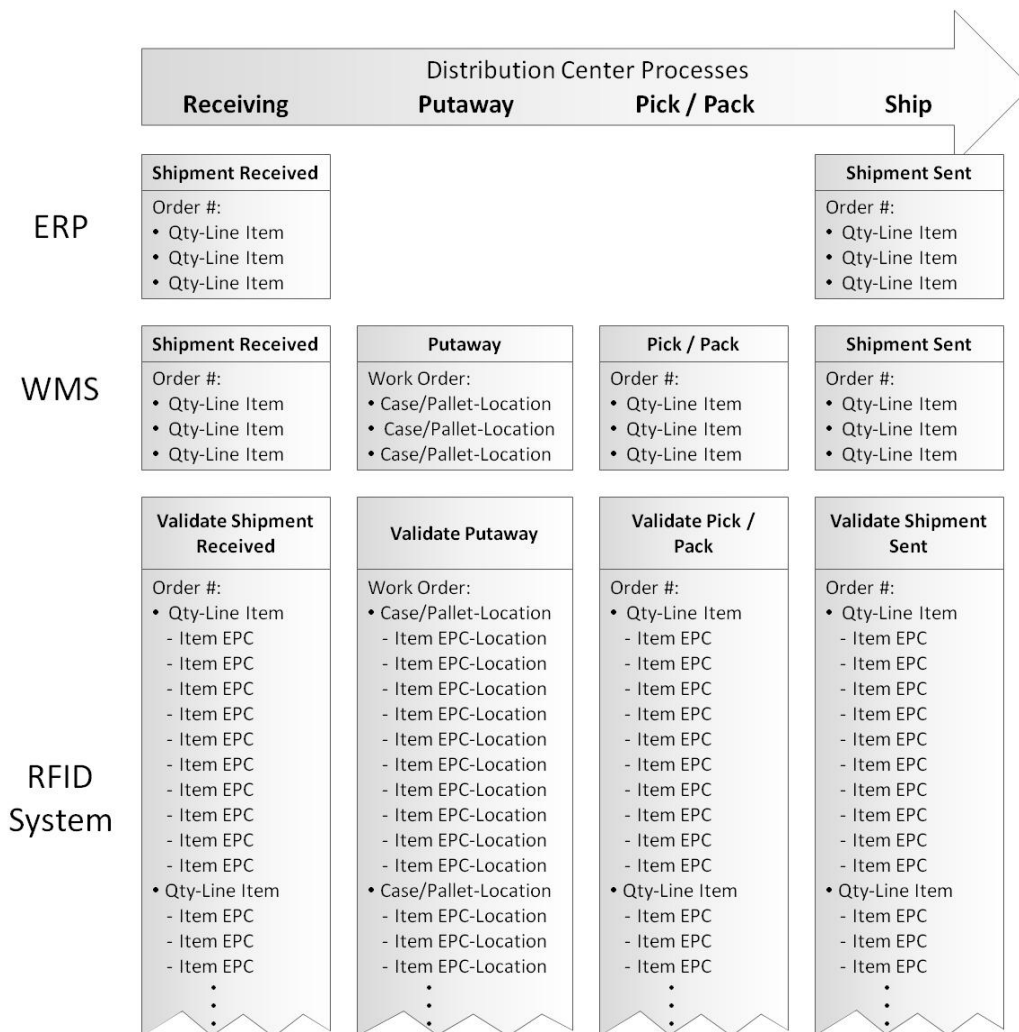 Distribution Center Processes
Receiving Putaway Pick / Pack Ship
ERP
Shipment Received
Order #:
• Qty-Line Item
• Qty-Line Item
• Qty-Line Item
Shipment Sent
Order #:
• Qty-Line Item
• Qty-Line Item
• Qty-Line Item
WMS
Shipment Received
Order #:
• Qty-Line Item
• Qty-Line Item
• Qty-Line Item
Putaway
Work Order:
• Case/Pallet-Location
• Case/Pallet-Location
• Case/Pallet-Location
Pick / Pack
Order #:
• Qty-Line Item
• Qty-Line Item
• Qty-Line Item
Shipment Sent
Order #:
• Qty-Line Item
• Qty-Line Item
• Qty-Line Item
RFID
System
Validate Shipment
Received
Order #:
• Qty-Line Item
- Item EPC
- Item EPC
- Item EPC
- Item EPC
- Item EPC
- Item EPC
- Item EPC
- Item EPC
- Item EPC
- Item EPC
• Qty-Line Item
- Item EPC
- Item EPC
- Item EPC
Validate Putaway
Work Order:
• Case/Pallet-Location
- Item EPC-Location
- Item EPC-Location
- Item EPC-Location
- Item EPC-Location
- Item EPC-Location
- Item EPC-Location
- Item EPC-Location
- Item EPC-Location
- Item EPC-Location
- Item EPC-Location
• Case/Pallet-Location
- Item EPC-Location
- Item EPC-Location
- Item EPC-Location
Validate Pick /
Pack
Order #:
• Qty-Line Item
- Item EPC
- Item EPC
- Item EPC
- Item EPC
- Item EPC
- Item EPC
- Item EPC
- Item EPC
- Item EPC
- Item EPC
• Qty-Line Item
- Item EPC
- Item EPC
- Item EPC
Validate Shipment
Sent
Order #:
• Qty-Line Item
- Item EPC
- Item EPC
- Item EPC
- Item EPC
- Item EPC
- Item EPC
- Item EPC
- Item EPC
- Item EPC
- Item EPC
• Qty-Line Item
- Item EPC
- Item EPC
- Item EPC